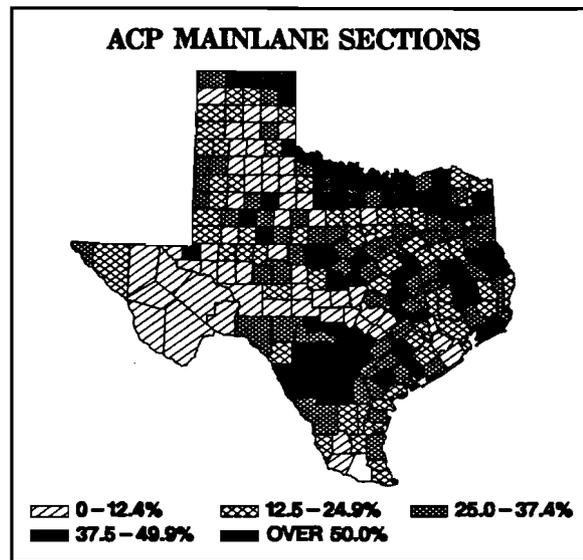 ACP MAINLANE SECTIONS
0-12.4% 12.5-24.9% 25.0-37.4%
37.5-49.9% OVER 50.0%